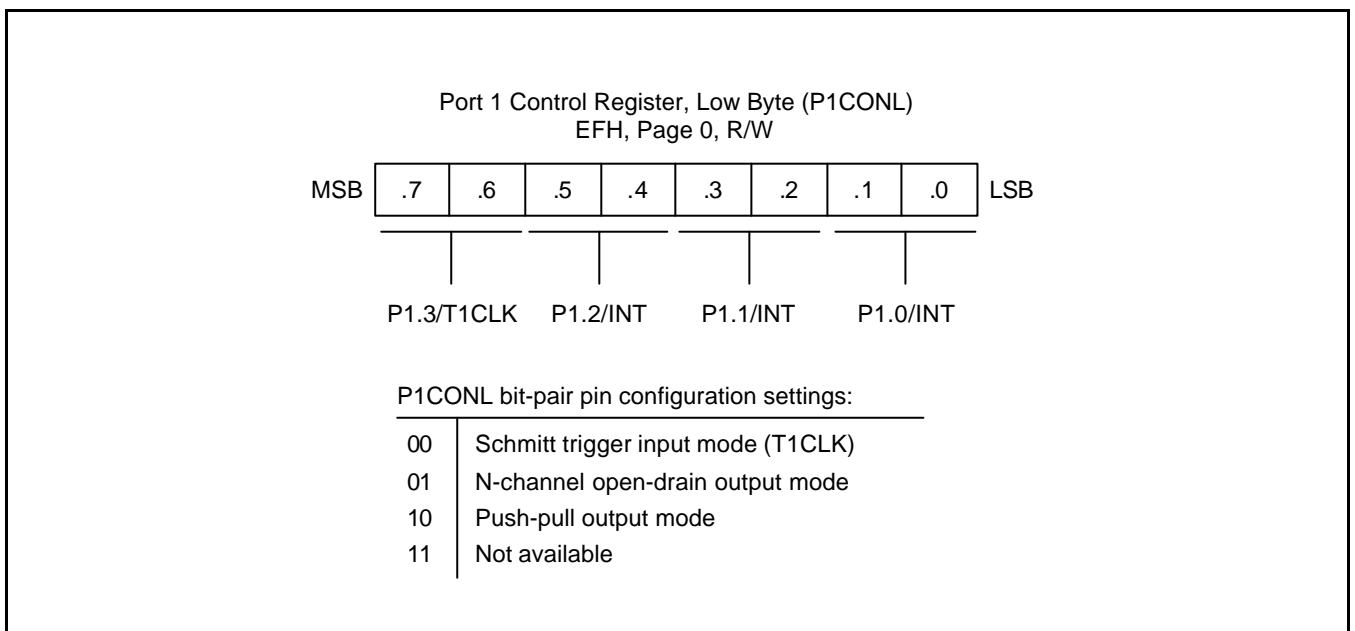 Port 1 Control Register, Low Byte (P1CONL)
EFH, Page 0, R/W
MSB .7 .6 .5 .4 .3 .2 .1 .0 LSB
P1.3/T1CLK P1.2/INT P1.1/INT P1.0/INT
P1CONL bit-pair pin configuration settings:
00 Schmitt trigger input mode (T1CLK)
01 N-channel open-drain output mode
10 Push-pull output mode
11 Not available